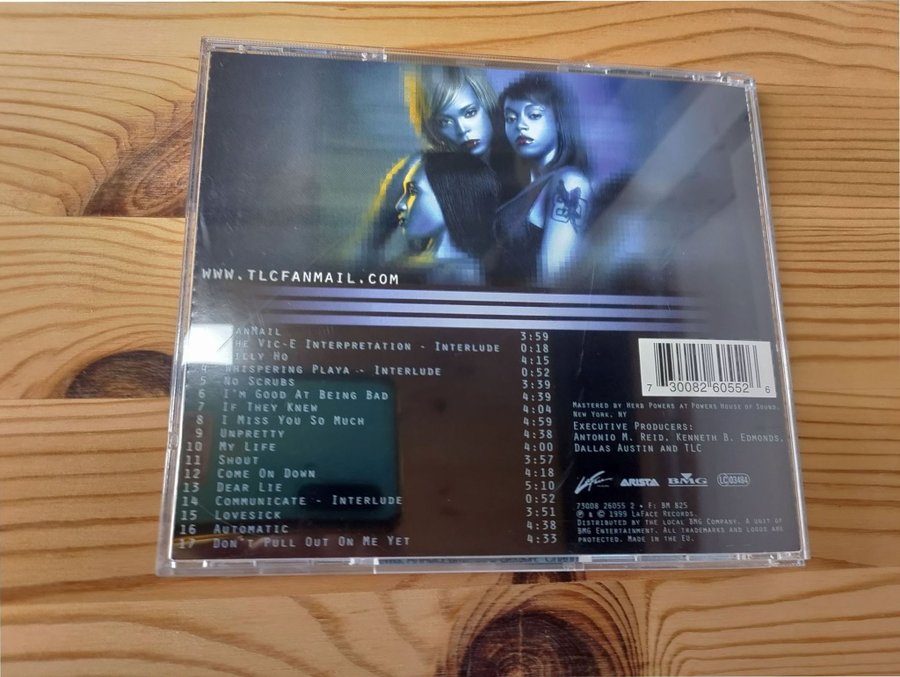 WWW.TLCFANMAIL.COM
FanMail 3:59
The Vic-E Interpretation - Interlude 0:18
Silly Ho 4:15
4 Whispering Playa - Interlude 0:52
5 No Scrubs 3:39
6 I'm Good At Being Bad 4:39
7 If They Knew 4:04
8 I Miss You So Much 4:59
9 Unpretty 4:38
10 My Life 4:00
11 Shout 3:57
12 Come On Down 4:18
13 Dear Lie 5:10
14 Communicate - Interlude 0:52
15 Lovesick 3:51
16 Automatic 4:38
17 Don't Pull Out On Me Yet 4:33
7 30082 60552 6
Mastered by Herb Powers at Powers House of Sound,
New York, NY
Executive Producers:
Antonio M. Reid, Kenneth B. Edmonds,
Dallas Austin and TLC
LaFace ARISTA BMG LC 03484
73008 26055 2 • F: BM 825
℗ & © 1999 LaFace Records.
Distributed by the local BMG Company. A unit of
BMG Entertainment. All trademarks and logos are
protected. Made in the EU.